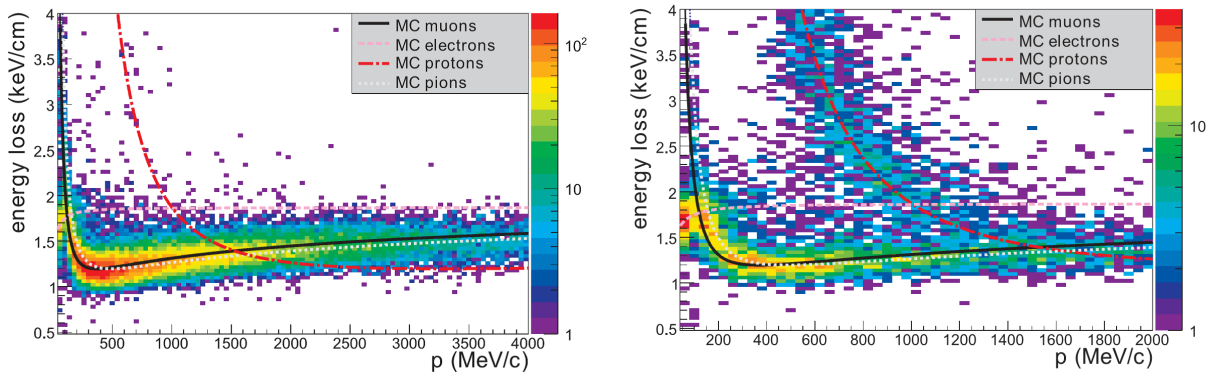 energy loss (keV/cm)
4
3.5
3
2.5
2
1.5
1
0.5
MC muons
MC electrons
MC protons
MC pions
10²
10
1
500 1000 1500 2000 2500 3000 3500 4000
p (MeV/c)
energy loss (keV/cm)
4
3.5
3
2.5
2
1.5
1
0.5
MC muons
MC electrons
MC protons
MC pions
10
1
200 400 600 800 1000 1200 1400 1600 1800 2000
p (MeV/c)